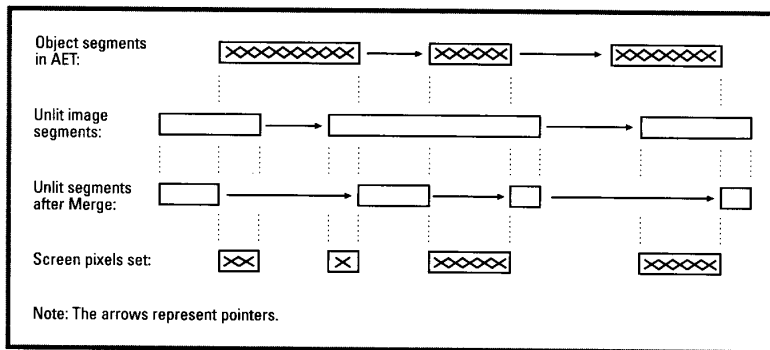 Object segments
in AET:
Unlit image
segments:
Unlit segments
after Merge:
Screen pixels set:
Note: The arrows represent pointers.